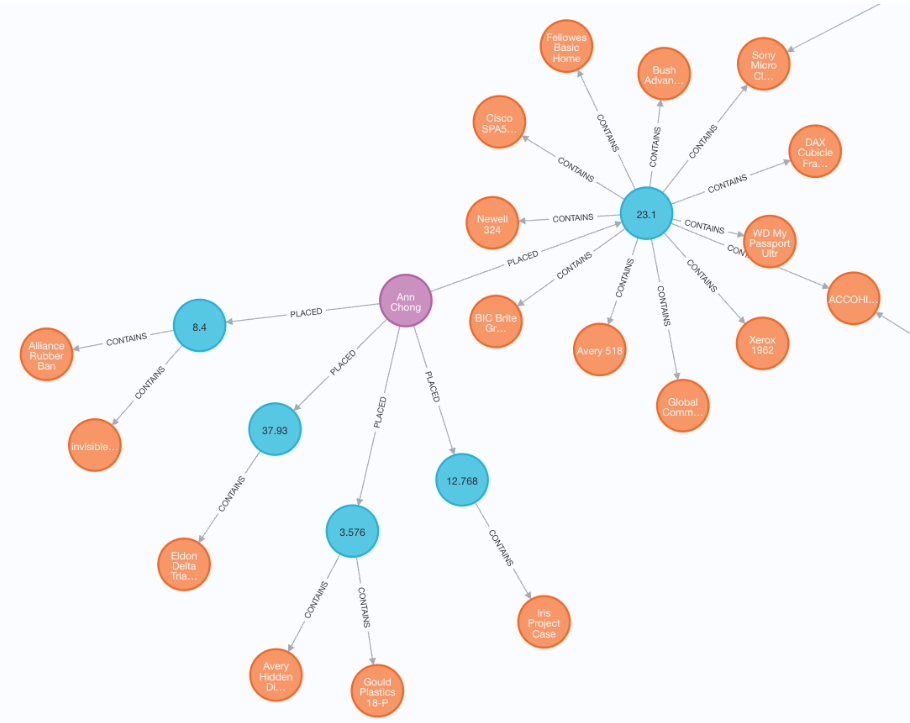 Fellowes
Basic
Home
Bush
Advan...
Sony
Micro
Cl...
Cisco
SPA5...
DAX
Cubicle
Fra...
CONTAINS
CONTAINS
CONTAINS
CONTAINS
CONTAINS
Newell
324
CONTAINS
23.1
CONTAINS
WD My
Passport
Ultr
CON
PLACED
CONTAINS
CONTAINS
CONTAINS
CONTAINS
ACCOHI...
Ann
Chong
8.4
PLACED
BIC Brite
Gr...
Avery 518
Xerox
1962
Alliance
Rubber
Ban
CONTAINS
CONTAINS
PLACED
PLACED
PLACED
Global
Comm...
invisible...
37.93
12.768
CONTAINS
3.576
CONTAINS
Eldon
Delta
Tria...
CONTAINS
CONTAINS
Iris
Project
Case
Avery
Hidden
Di...
Gould
Plastics
18-P